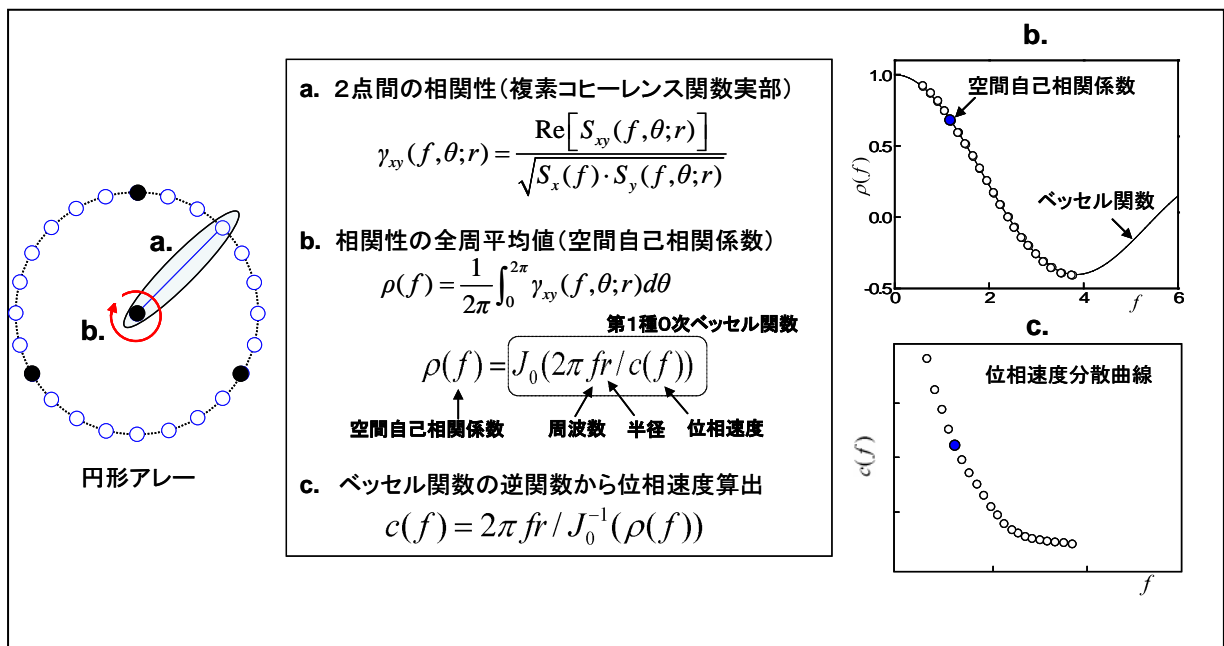 a.
b.
円形アレー
a. 2点間の相関性(複素コヒーレンス関数実部)
γxy(f,θ;r) = Re[Sxy(f,θ;r)] / √(Sx(f)·Sy(f,θ;r))
b. 相関性の全周平均値(空間自己相関係数)
ρ(f) = 1/2π ∫₀^2π γxy(f,θ;r)dθ
第1種0次ベッセル関数
ρ(f) = J₀(2π fr/c(f))
空間自己相関係数 周波数 半径 位相速度
c. ベッセル関数の逆関数から位相速度算出
c(f) = 2π fr/J₀⁻¹(ρ(f))
b.
空間自己相関係数
ベッセル関数
ρ(f)
1.0
0.5
0.0
-0.5
0 2 4 6
f
c.
位相速度分散曲線
c(f)
f